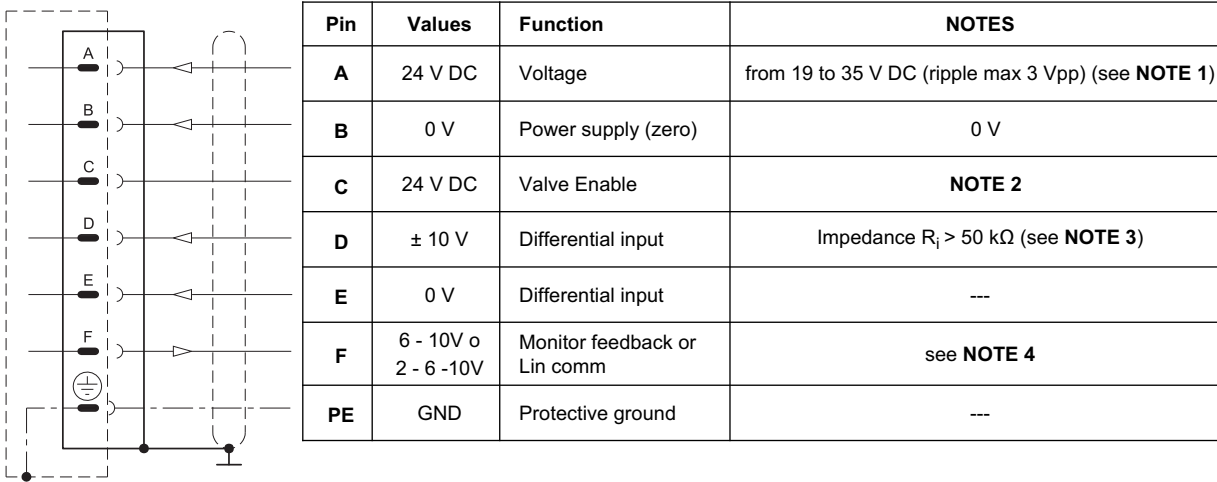 A
B
C
D
E
F
Pin Values Function NOTES
A 24 V DC Voltage from 19 to 35 V DC (ripple max 3 Vpp) (see NOTE 1)
B 0 V Power supply (zero) 0 V
C 24 V DC Valve Enable NOTE 2
D ± 10 V Differential input Impedance Ri > 50 kΩ (see NOTE 3)
E 0 V Differential input ---
F 6 - 10V o 2 - 6 -10V Monitor feedback or Lin comm see NOTE 4
PE GND Protective ground ---